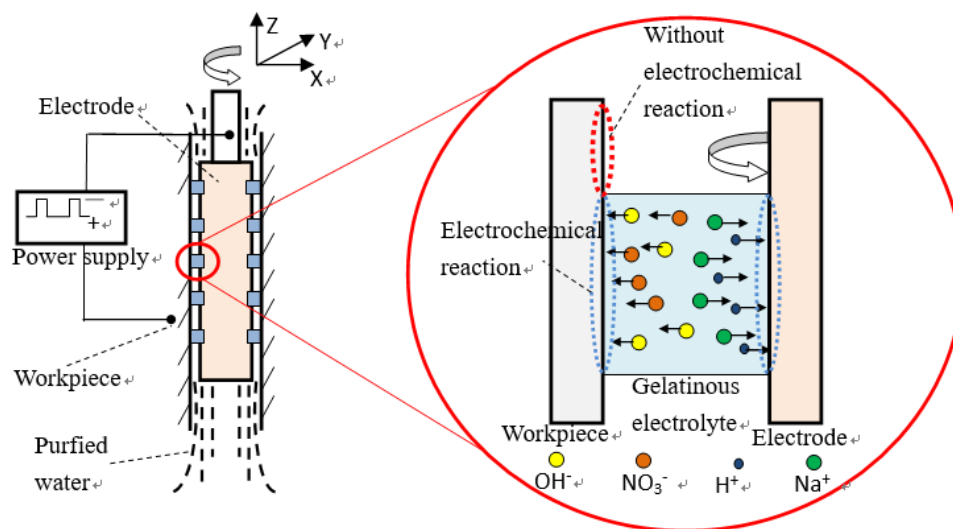 Z
Y
X
Electrode
Power supply
Workpiece
Purfied
water
Without
electrochemical
reaction
Electrochemical
reaction
Gelatinous
electrolyte
Workpiece
Electrode
OH-
NO₃-
H+
Na+